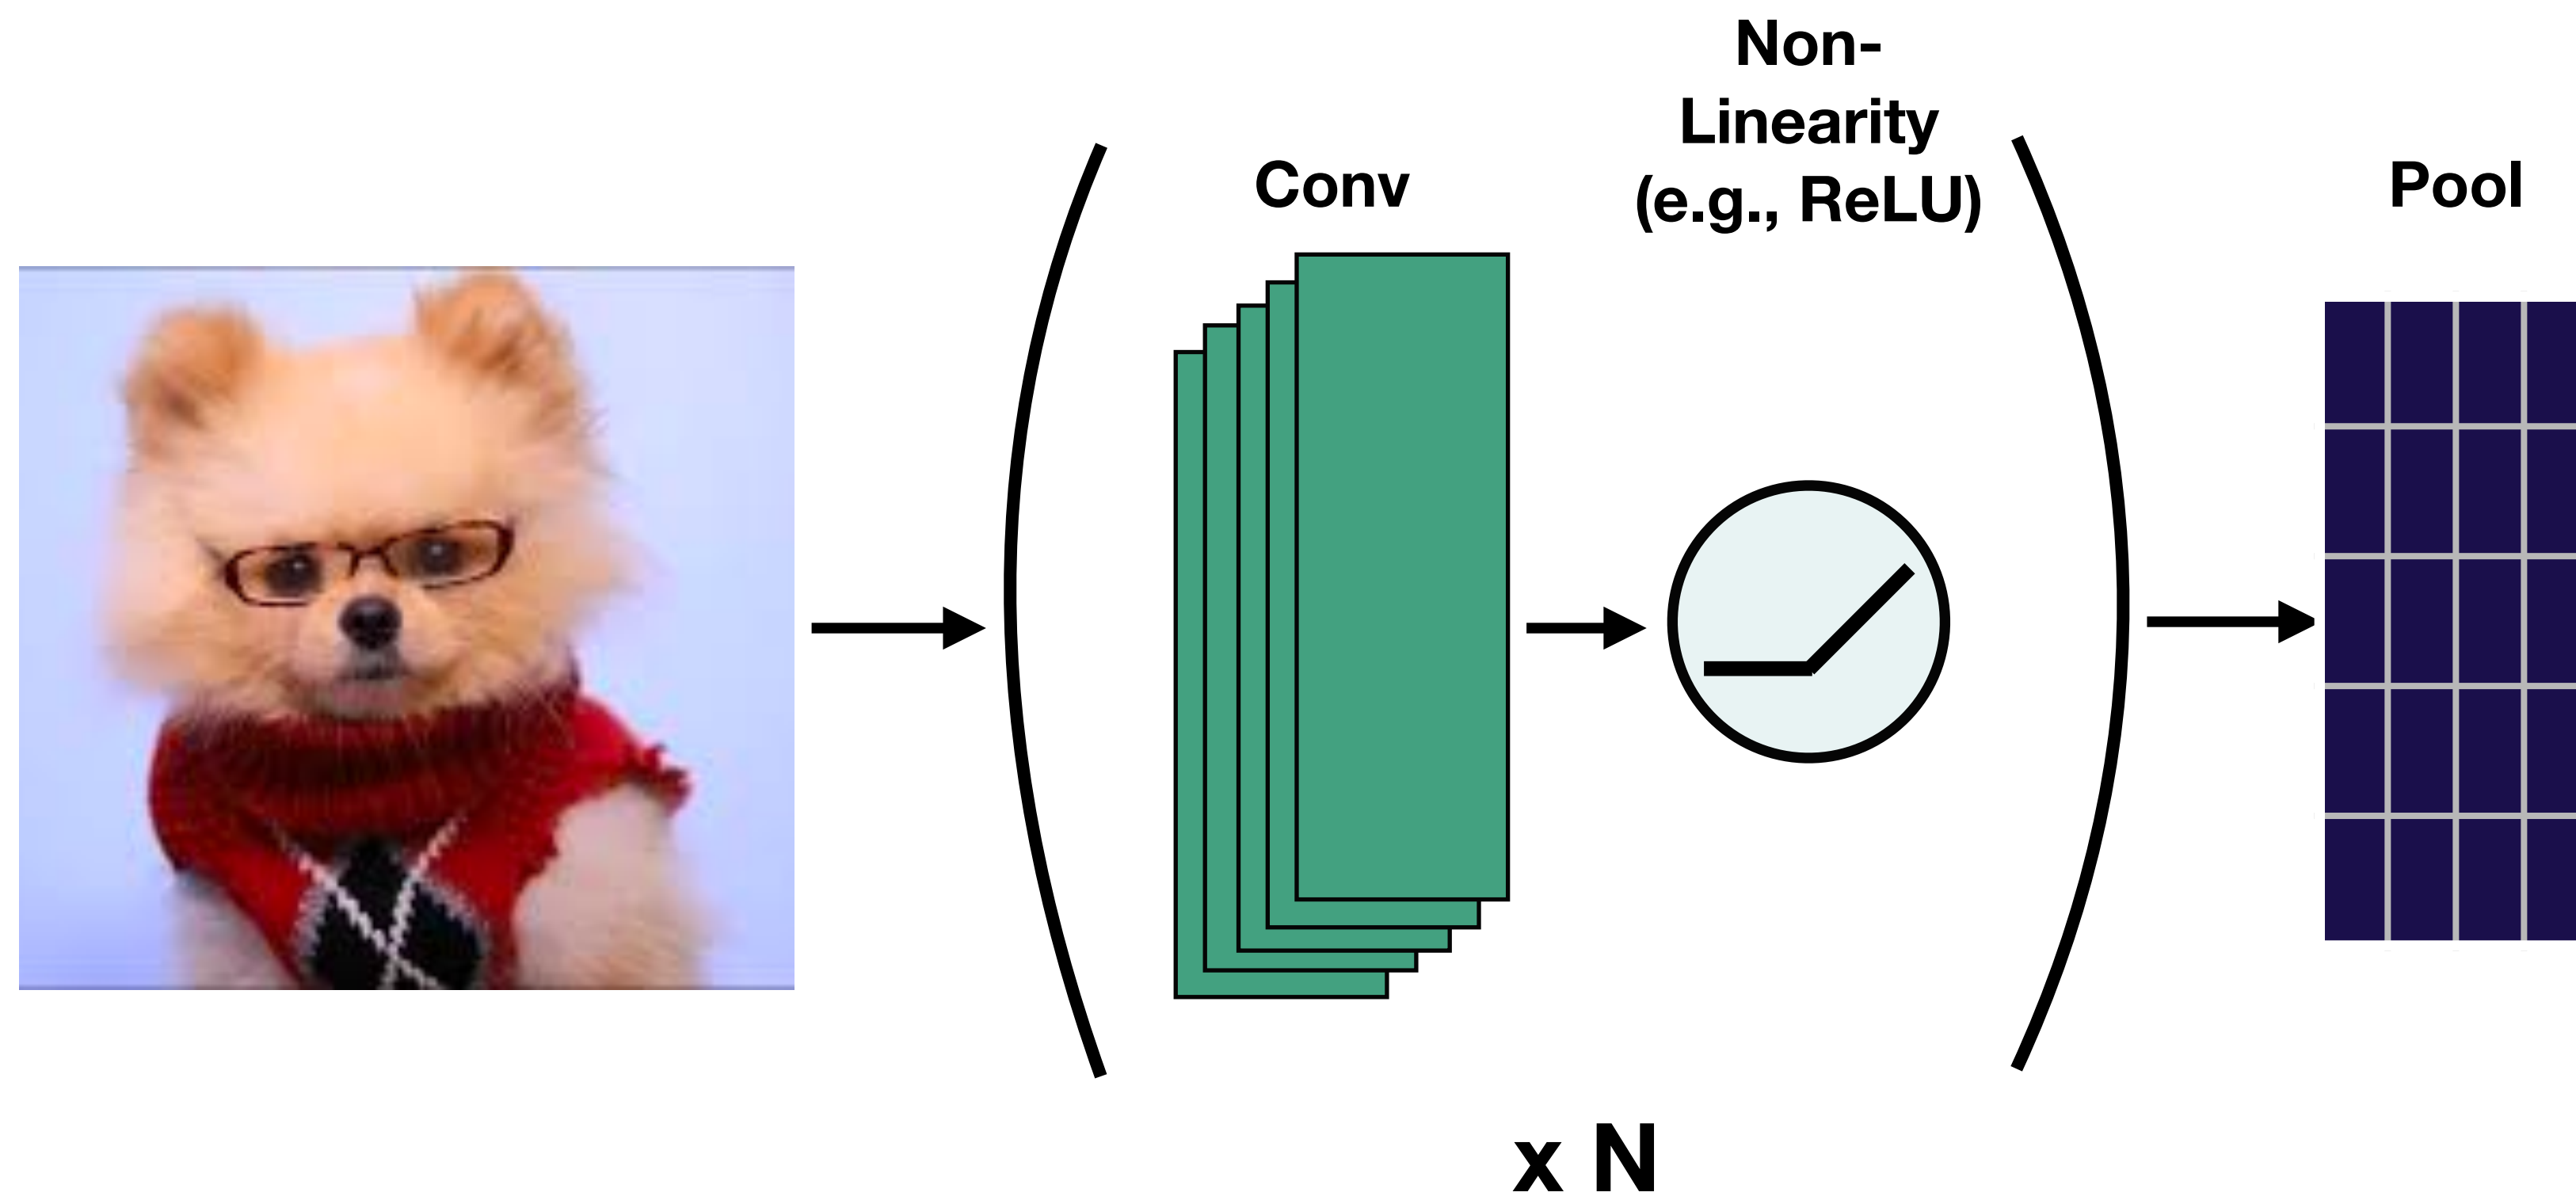 Conv
Non-
Linearity
(e.g., ReLU)
Pool
x N